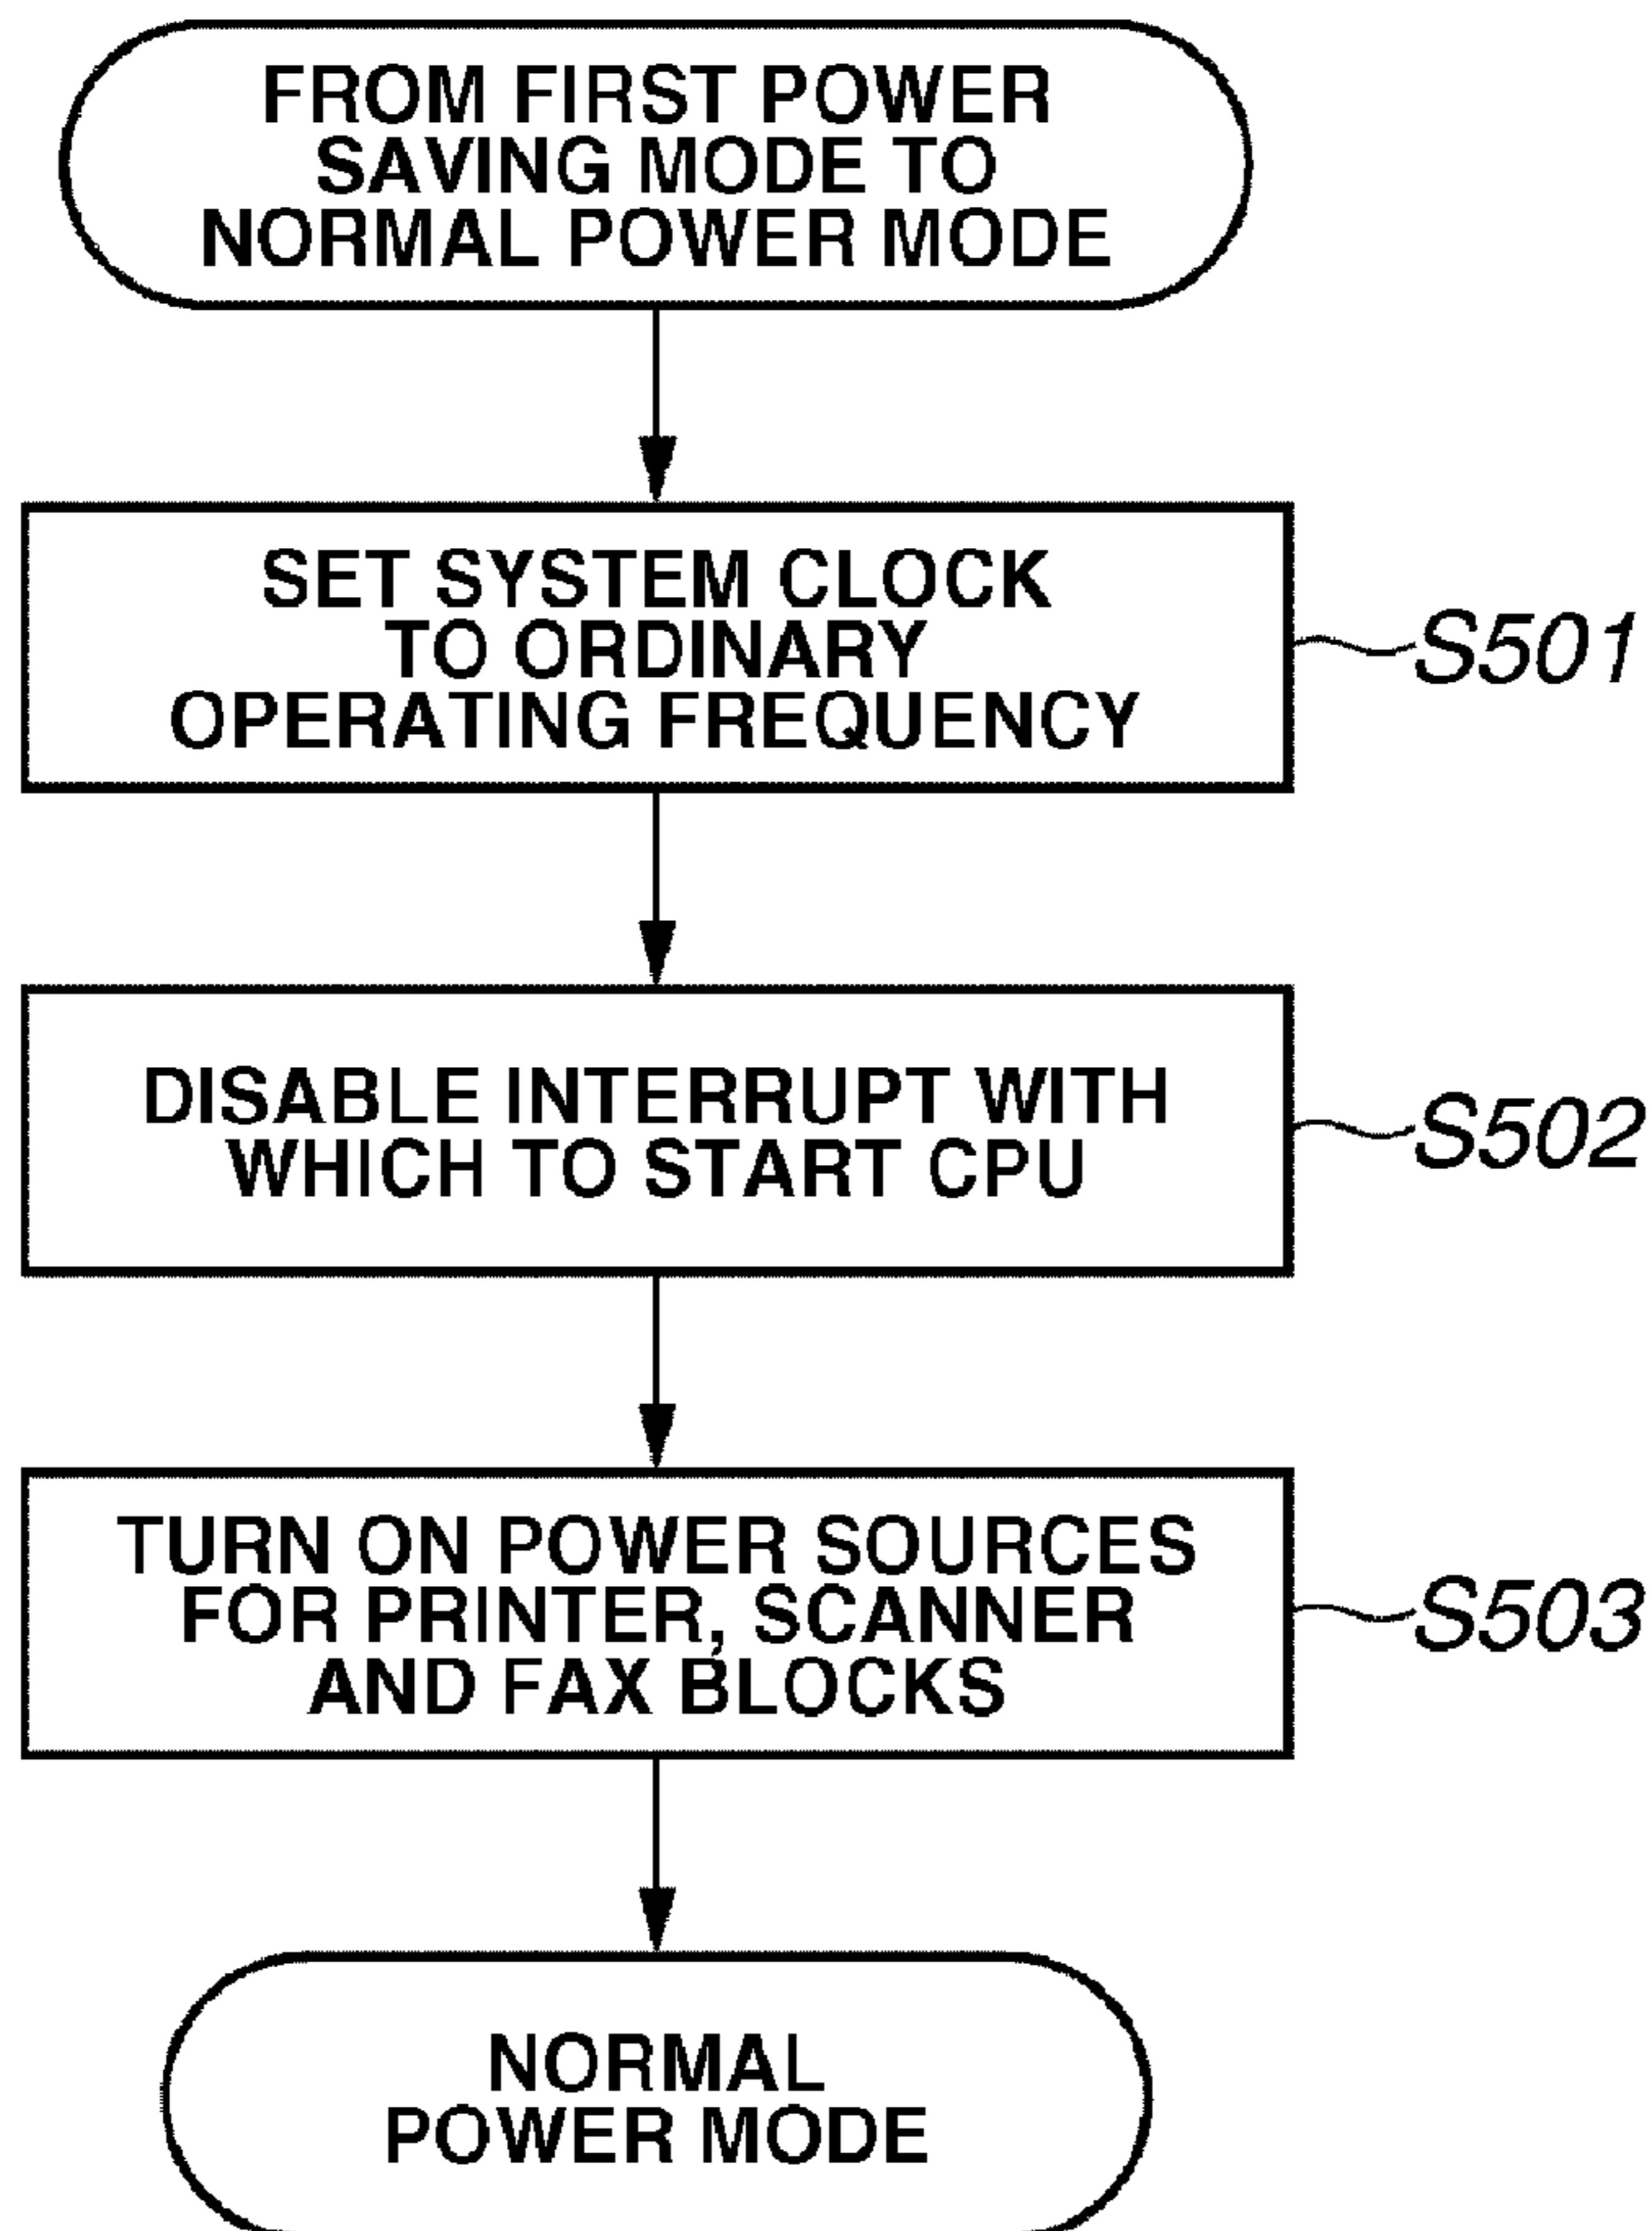 FROM FIRST POWER
SAVING MODE TO
NORMAL POWER MODE
SET SYSTEM CLOCK
TO ORDINARY
OPERATING FREQUENCY
S501
DISABLE INTERRUPT WITH
WHICH TO START CPU
S502
TURN ON POWER SOURCES
FOR PRINTER, SCANNER
AND FAX BLOCKS
S503
NORMAL
POWER MODE